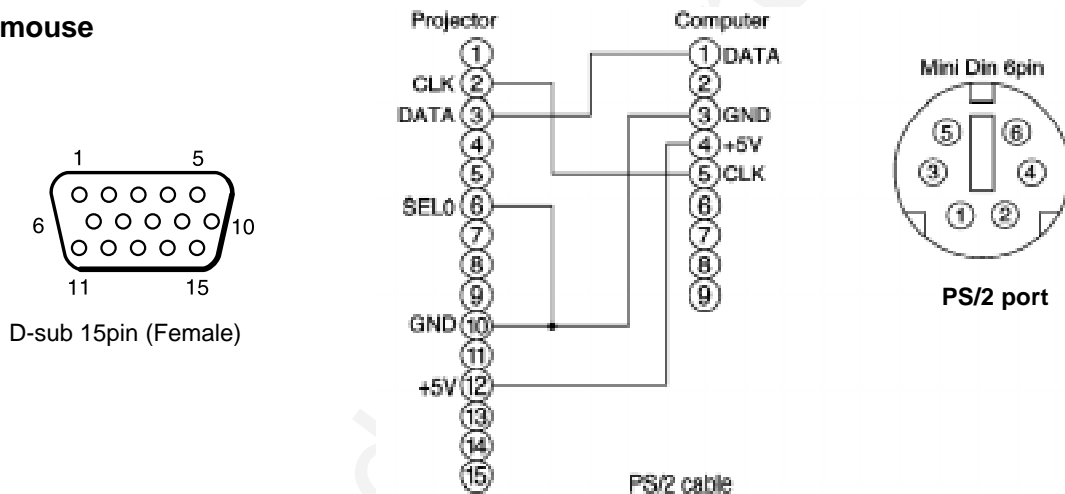 mouse
1 5
6 10
11 15
D-sub 15pin (Female)
Projector
1
CLK 2
DATA 3
4
5
SEL0 6
7
8
9
GND 10
11
+5V 12
13
14
15
Computer
1 DATA
2
3 GND
4 +5V
5 CLK
6
7
8
9
PS/2 cable
Mini Din 6pin
5 6
3 4
1 2
PS/2 port